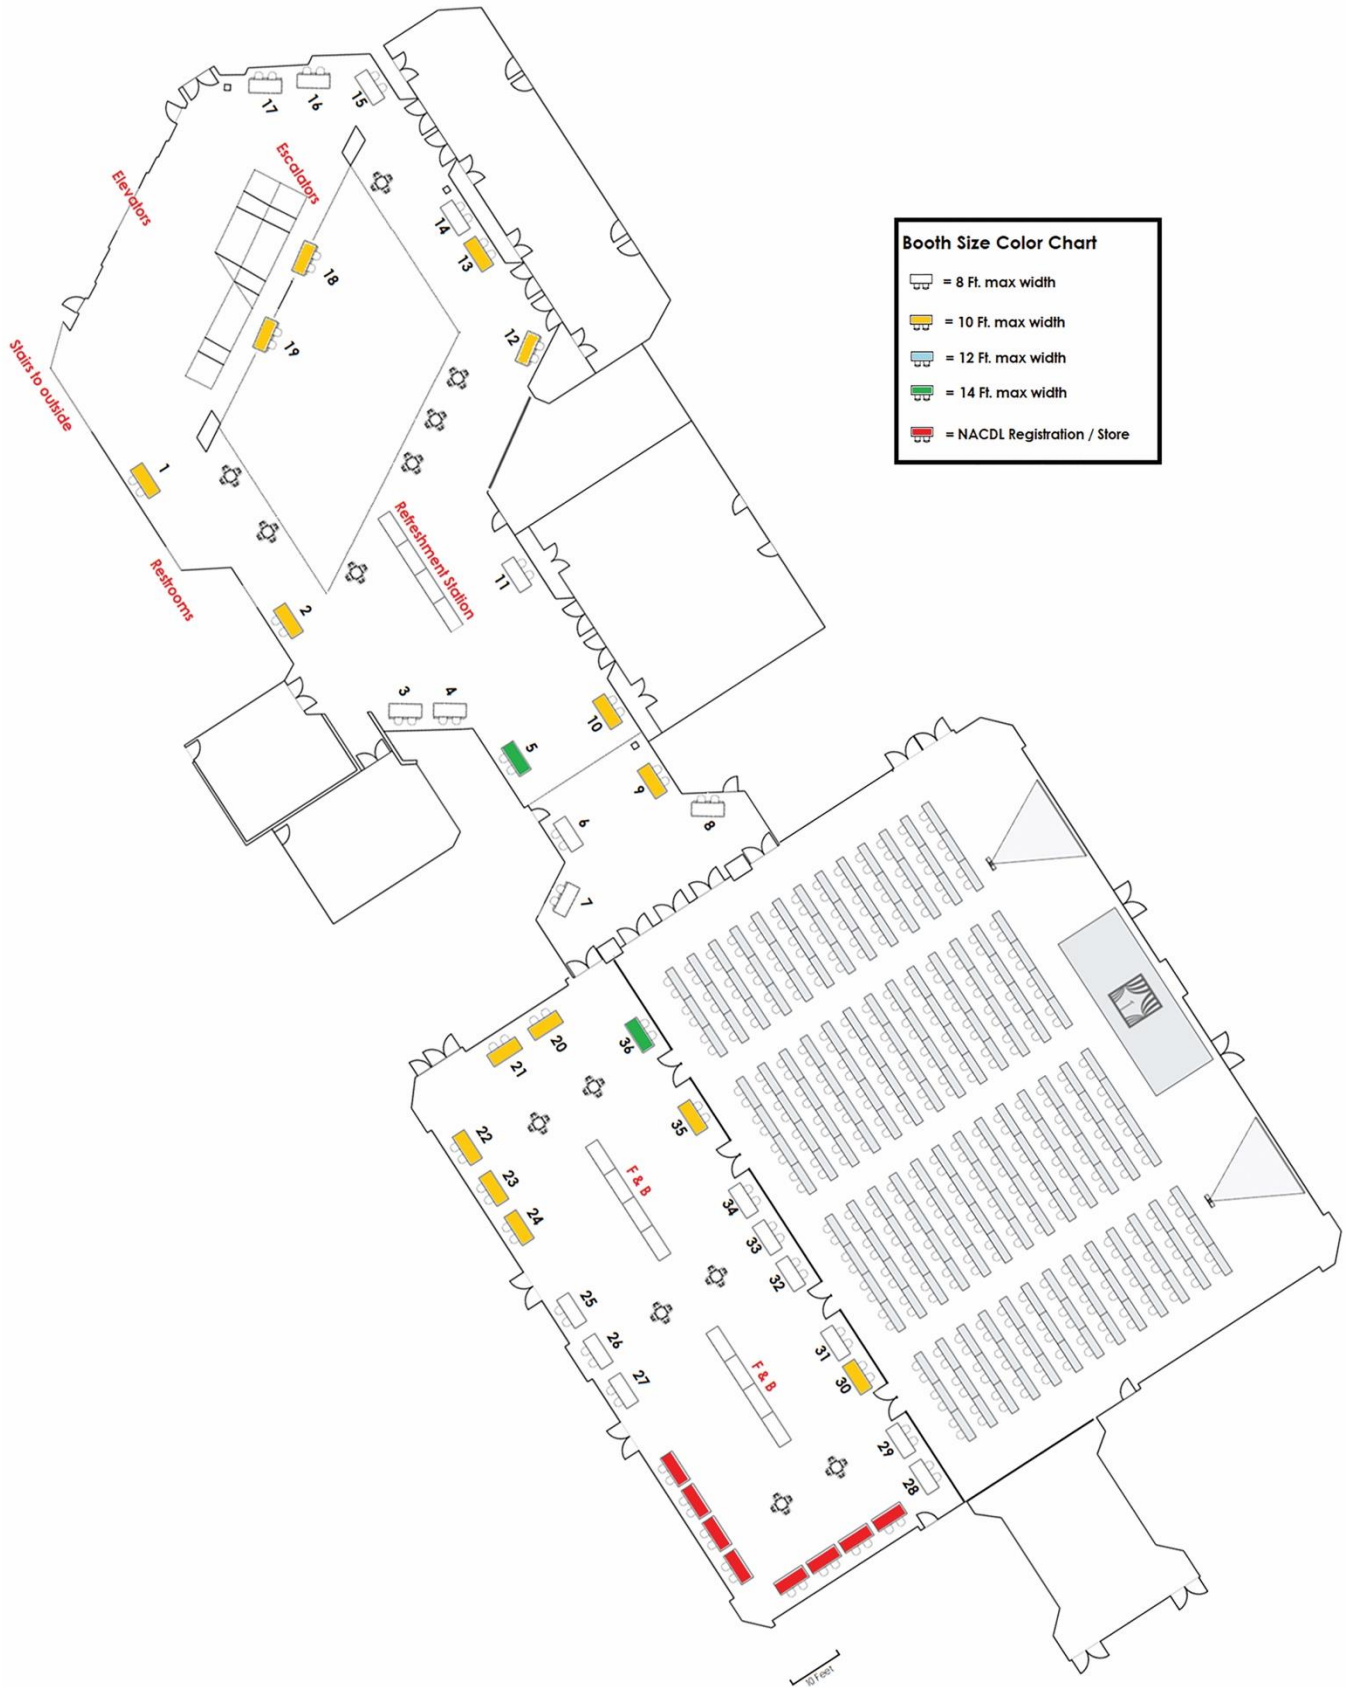 17
16
15
Escalators
Elevators
14
13
18
12
19
Stairs to outside
1
Refreshment Station
Restrooms
11
2
3
4
10
5
9
8
6
7
Booth Size Color Chart
= 8 Ft. max width
= 10 Ft. max width
= 12 Ft. max width
= 14 Ft. max width
= NACDL Registration / Store
20
36
21
35
22
23
F & B
24
34
33
32
25
26
31
27
30
F & B
29
28
10 Feet